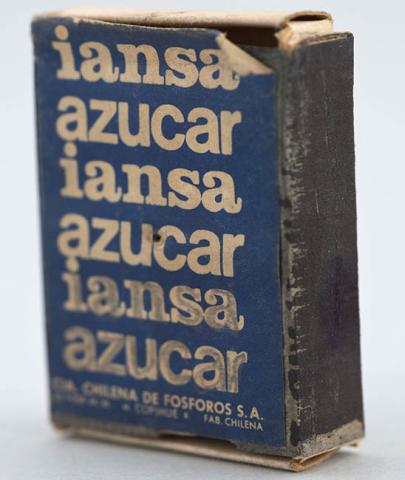 iansa
azucar
iansa
azucar
iansa
azucar
CIA. CHILENA DE FOSFOROS S.A.
COPIHUE FAB. CHILENA